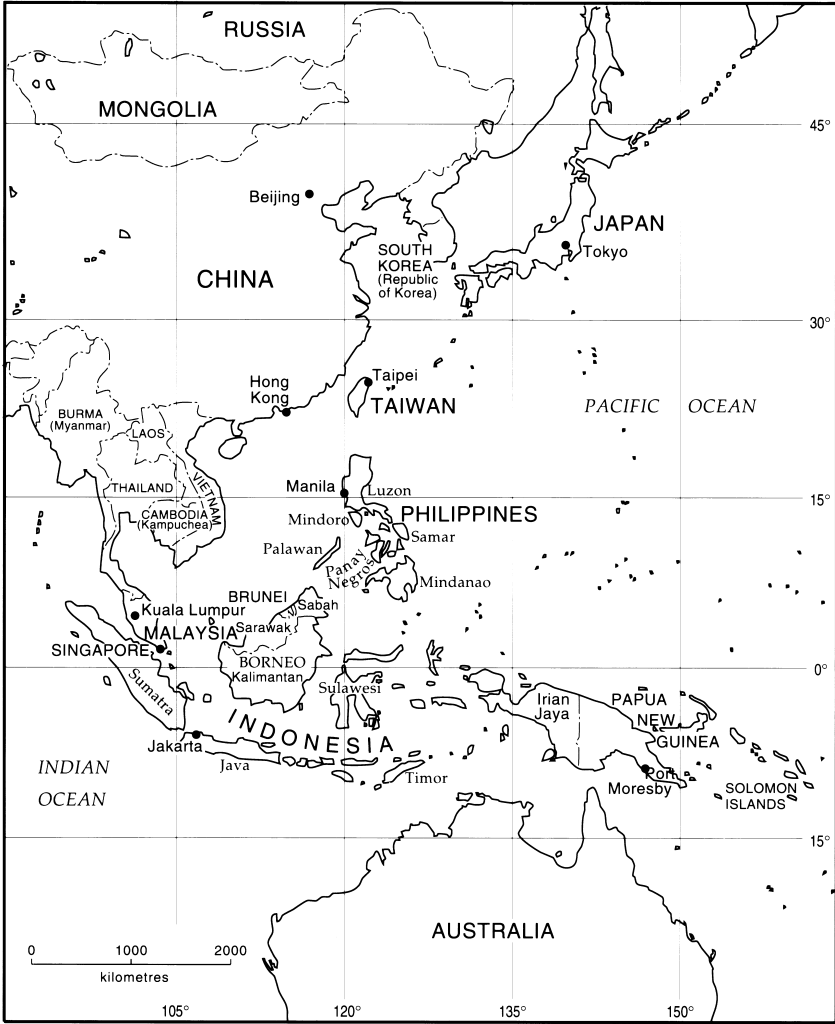 RUSSIA
MONGOLIA
45°
Beijing
JAPAN
Tokyo
SOUTH
KOREA
(Republic
of Korea)
CHINA
30°
Taipei
Hong
Kong
TAIWAN
PACIFIC OCEAN
BURMA
(Myanmar)
LAOS
THAILAND
VIETNAM
Manila
Luzon
15°
CAMBODIA
(Kampuchea)
PHILIPPINES
Mindoro
Samar
Palawan
Panay
Negros
Mindanao
BRUNEI
Sabah
Kuala Lumpur
MALAYSIA
Sarawak
SINGAPORE
BORNEO
Kalimantan
0°
Sumatra
Sulawesi
Irian
Jaya
PAPUA
NEW
GUINEA
INDONESIA
Jakarta
Java
Timor
INDIAN
OCEAN
Port
Moresby
SOLOMON
ISLANDS
15°
AUSTRALIA
0 1000 2000
kilometres
105° 120° 135° 150°